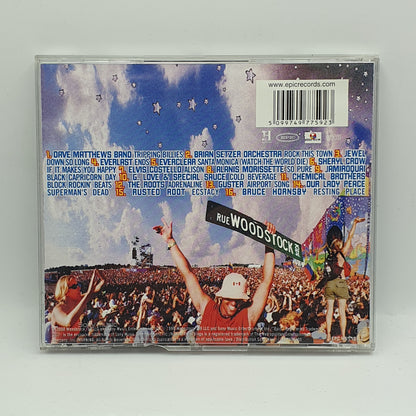 www.epicrecords.com
5 099749 775923
1. DAVE MATTHEWS BAND TRIPPING BILLIES 2. BRIAN SETZER ORCHESTRA ROCK THIS TOWN 3. JEWEL
DOWN SO LONG 4. EVERLAST ENDS 5. EVERCLEAR SANTA MONICA (WATCH THE WORLD DIE) 6. SHERYL CROW
IF IT MAKES YOU HAPPY 7. ELVIS COSTELLO ALISON 8. ALANIS MORISSETTE SO PURE 9. JAMIROQUAI
BLACK CAPRICORN DAY 10. G. LOVE & SPECIAL SAUCE COLD BEVERAGE 11. CHEMICAL BROTHERS
BLOCK ROCKIN BEATS 12. THE ROOTS ADRENALINE 13. GUSTER AIRPORT SONG 14. OUR LADY PEACE
SUPERMAN'S DEAD 15. RUSTED ROOT ECSTACY 16. BRUCE HORNSBY RESTING PLACE
RUE WOODSTOCK ST